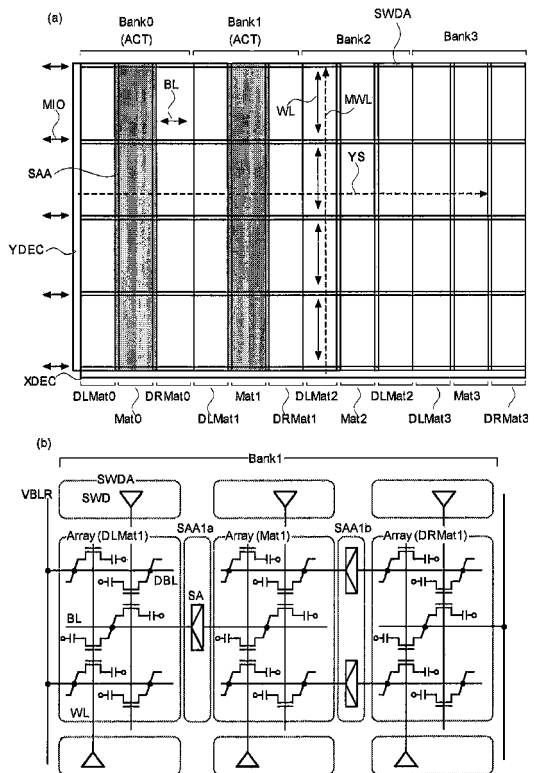 (a)
Bank0 Bank1 Bank2 Bank3 SWDA
(ACT) (ACT)
BL
MIO
WL MWL
SAA
YS
YDEC
XDEC
DLMat0 DRMat0 DLMat1 Mat1 DLMat2 DLMat2 Mat3
Mat0 DLMat1 DRMat1 Mat2 DLMat3 DRMat3
(b)
Bank1
SWDA
VBLR SWD
SAA1a SAA1b
Array (DLMat1) Array (Mat1) Array (DRMat1)
DBL
SA
BL
WL